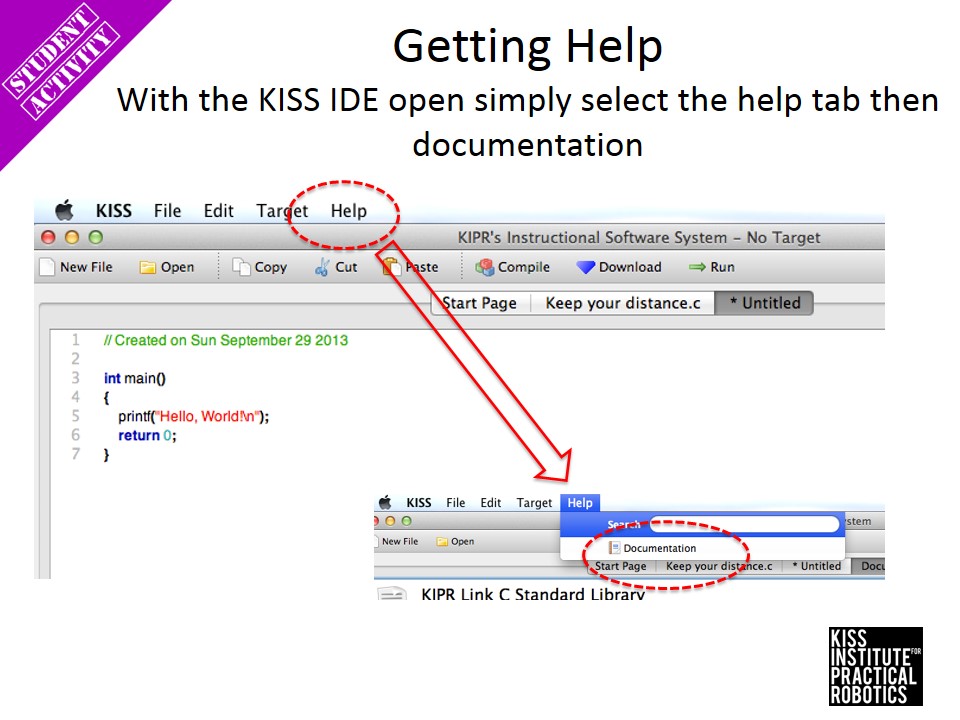 STUDENT
ACTIVITY
Getting Help
With the KISS IDE open simply select the help tab then
documentation
KISS File Edit Target Help
KIPR's Instructional Software System – No Target
New File Open Copy Cut Paste Compile Download Run
Start Page Keep your distance.c * Untitled
1 // Created on Sun September 29 2013
2
3 int main()
4 {
5 printf("Hello, World!\n");
6 return 0;
7 }
KISS File Edit Target Help
Search stem
New File Open
Documentation
Start Page Keep your distance.c * Untitled Docu
KIPR Link C Standard Library
KISS
INSTITUTE FOR
PRACTICAL
ROBOTICS